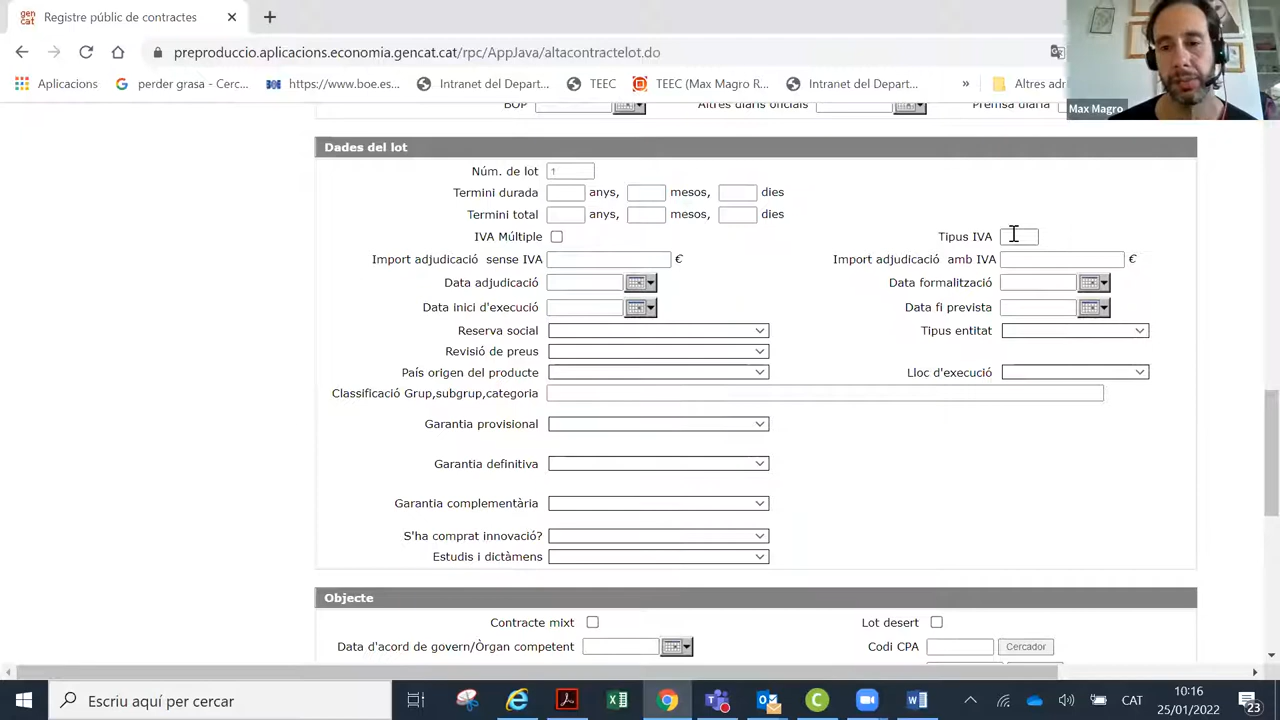 gen
cat
Registre públic de contractes
preproduccio.aplicacions.economia.gencat.cat/rpc/AppJava/altacontractelot.do
Aplicacions
perder grasa - Cerc...
https://www.boe.es...
Intranet del Depart...
TEEC
TEEC (Max Magro R...
Intranet del Depart...
»
Altres adr
Max Magro
BOP
Altres diaris oficials
Premsa diària
Dades del lot
Núm. de lot 1
Termini durada anys, mesos, dies
Termini total anys, mesos, dies
IVA Múltiple Tipus IVA
Import adjudicació sense IVA € Import adjudicació amb IVA €
Data adjudicació Data formalització
Data inici d'execució Data fi prevista
Reserva social Tipus entitat
Revisió de preus
País origen del producte Lloc d'execució
Classificació Grup,subgrup,categoria
Garantia provisional
Garantia definitiva
Garantia complementària
S'ha comprat innovació?
Estudis i dictàmens
Objecte
Contracte mixt Lot desert
Data d'acord de govern/Òrgan competent Codi CPA Cercador
Escriu aquí per cercar
CAT
10:16
25/01/2022
23